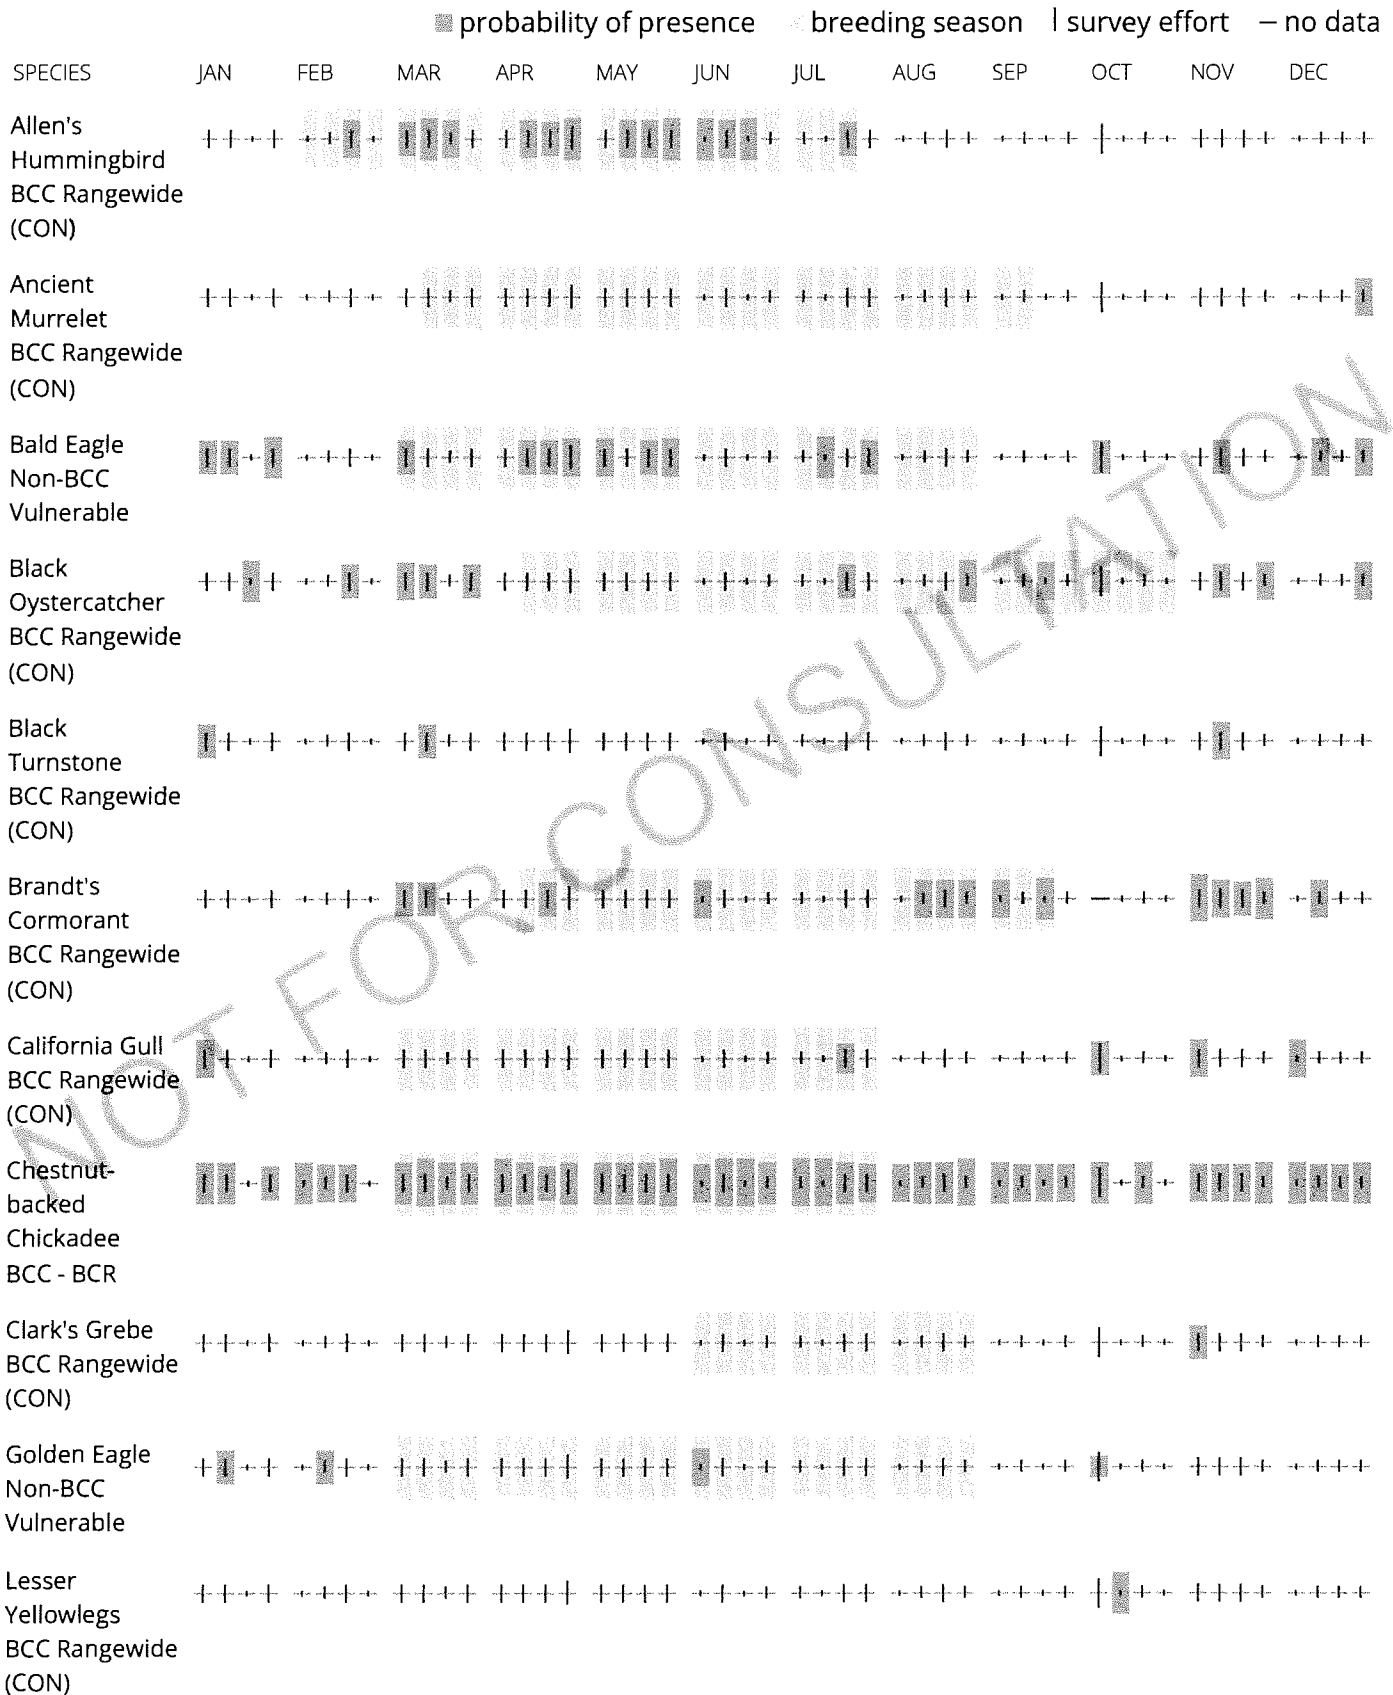 probability of presence breeding season survey effort no data
SPECIES JAN FEB MAR APR MAY JUN JUL AUG SEP OCT NOV DEC
Allen's
Hummingbird
BCC Rangewide
(CON)
Ancient
Murrelet
BCC Rangewide
(CON)
Bald Eagle
Non-BCC
Vulnerable
Black
Oystercatcher
BCC Rangewide
(CON)
Black
Turnstone
BCC Rangewide
(CON)
Brandt's
Cormorant
BCC Rangewide
(CON)
California Gull
BCC Rangewide
(CON)
Chestnut-
backed
Chickadee
BCC - BCR
Clark's Grebe
BCC Rangewide
(CON)
Golden Eagle
Non-BCC
Vulnerable
Lesser
Yellowlegs
BCC Rangewide
(CON)
NOT FOR CONSULTATION